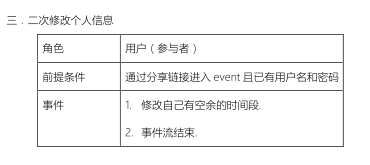 三．二次修改个人信息
角色 用户（参与者）
前提条件 通过分享链接进入 event 且已有用户名和密码
事件 1. 修改自己有空余的时间段.
2. 事件流结束.